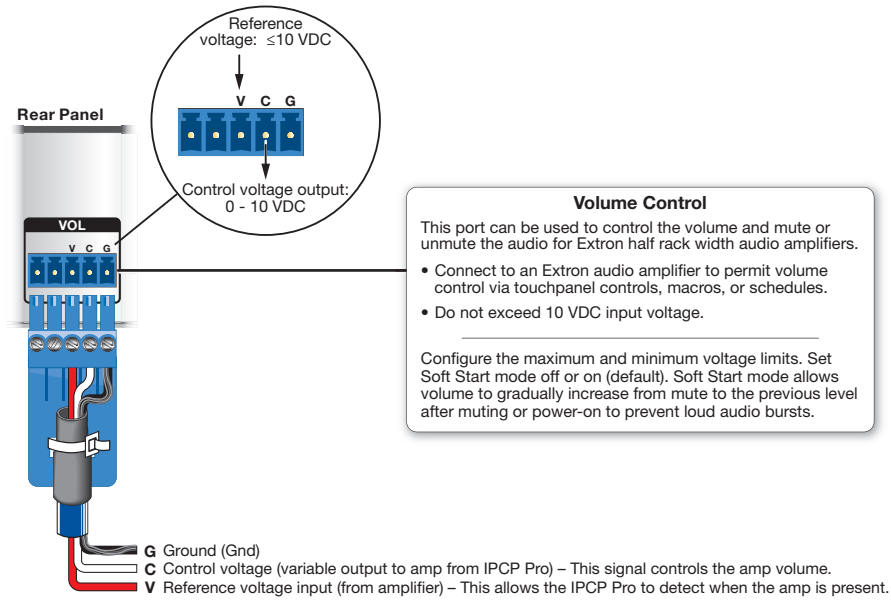 Reference
voltage: ≤10 VDC
V C G
Rear Panel
Control voltage output:
0 - 10 VDC
VOL
V C G
Volume Control
This port can be used to control the volume and mute or
unmute the audio for Extron half rack width audio amplifiers.
• Connect to an Extron audio amplifier to permit volume
control via touchpanel controls, macros, or schedules.
• Do not exceed 10 VDC input voltage.
Configure the maximum and minimum voltage limits. Set
Soft Start mode off or on (default). Soft Start mode allows
volume to gradually increase from mute to the previous level
after muting or power-on to prevent loud audio bursts.
G Ground (Gnd)
C Control voltage (variable output to amp from IPCP Pro) – This signal controls the amp volume.
V Reference voltage input (from amplifier) – This allows the IPCP Pro to detect when the amp is present.